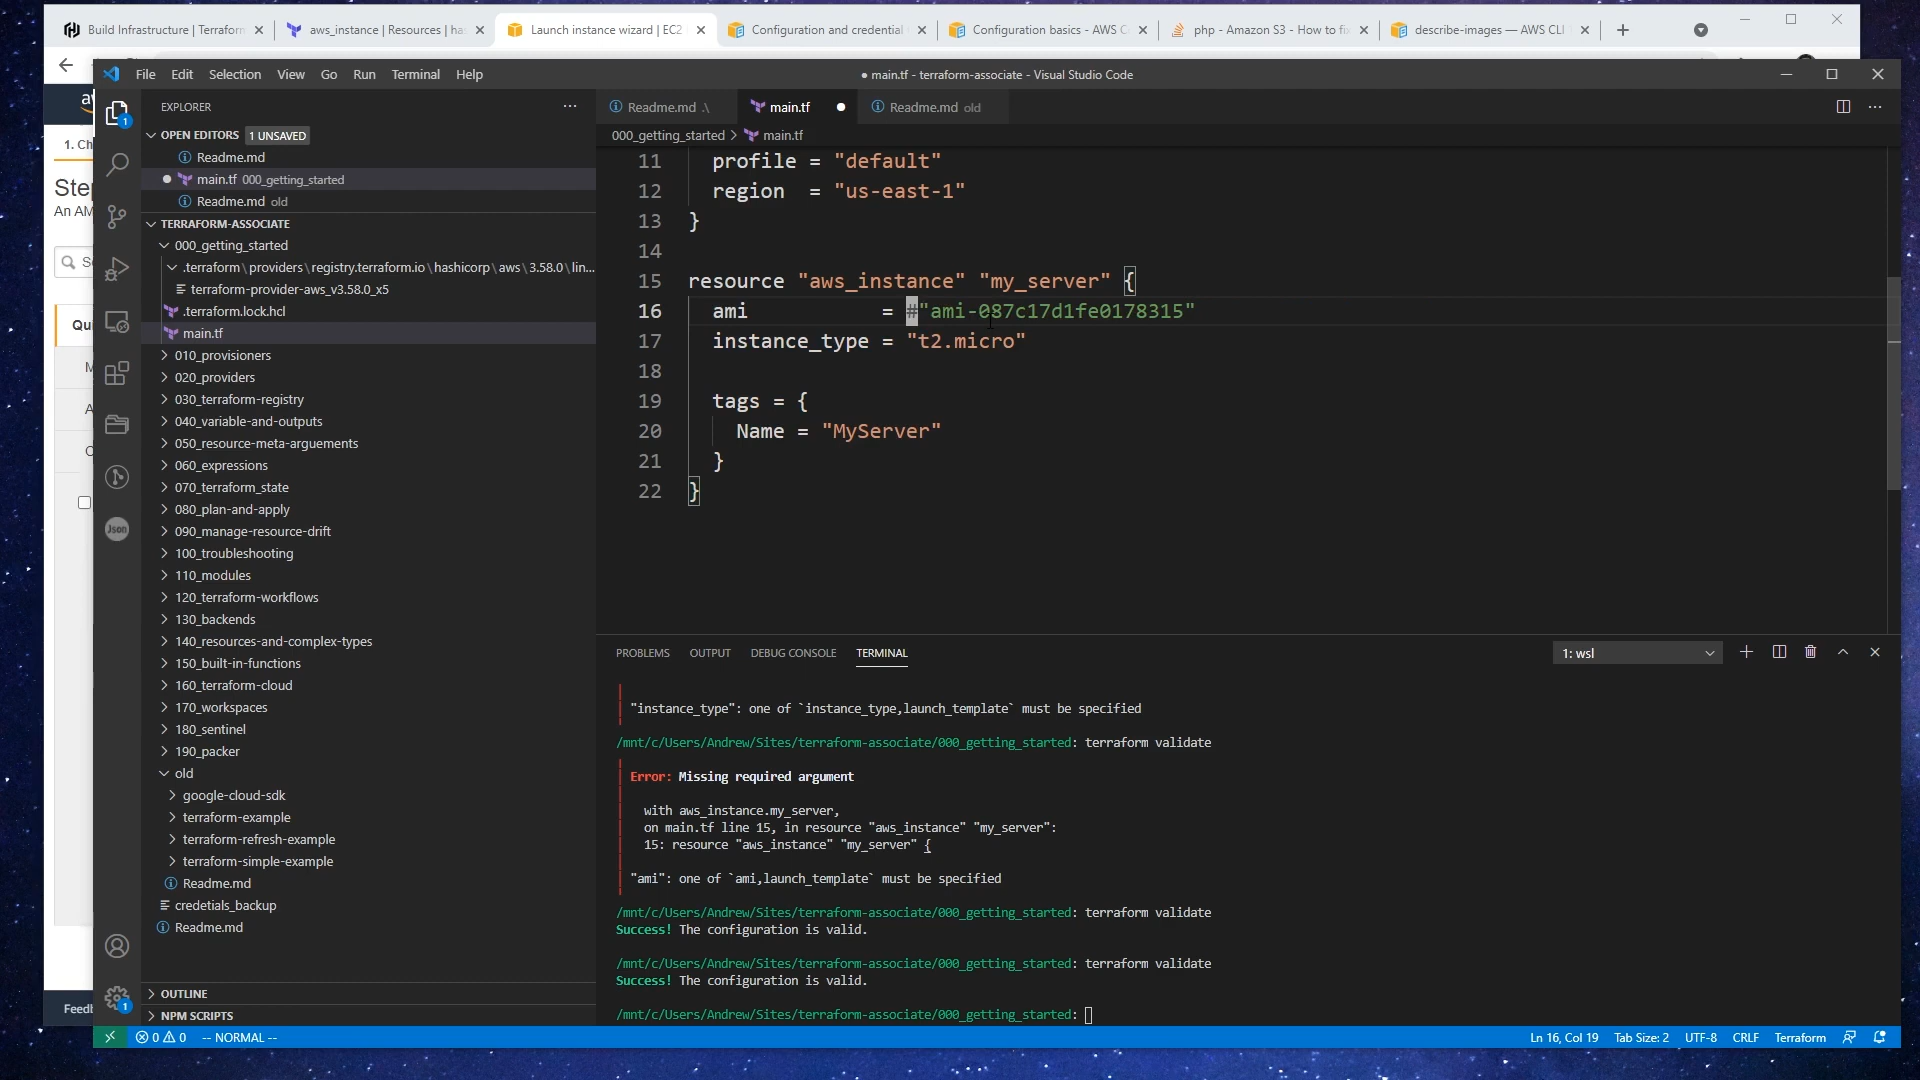 Build Infrastructure | Terraform
aws_instance | Resources | has
Launch instance wizard | EC2
Configuration and credential
Configuration basics - AWS C
php - Amazon S3 - How to fix
describe-images — AWS CLI
File Edit Selection View Go Run Terminal Help
● main.tf - terraform-associate - Visual Studio Code
aw
1. Ch
Step
An AM
Se
Qui
M
A
C
Feedb
EXPLORER
OPEN EDITORS 1 UNSAVED
Readme.md
main.tf 000_getting_started
Readme.md old
TERRAFORM-ASSOCIATE
000_getting_started
.terraform\providers\registry.terraform.io\hashicorp\aws\3.58.0\lin...
terraform-provider-aws_v3.58.0_x5
.terraform.lock.hcl
main.tf
010_provisioners
020_providers
030_terraform-registry
040_variable-and-outputs
050_resource-meta-arguements
060_expressions
070_terraform_state
080_plan-and-apply
090_manage-resource-drift
100_troubleshooting
110_modules
120_terraform-workflows
130_backends
140_resources-and-complex-types
150_built-in-functions
160_terraform-cloud
170_workspaces
180_sentinel
190_packer
old
google-cloud-sdk
terraform-example
terraform-refresh-example
terraform-simple-example
Readme.md
credetials_backup
Readme.md
OUTLINE
NPM SCRIPTS
1
Json
1
Readme.md .\
main.tf
Readme.md old
000_getting_started > main.tf
11 profile = "default"
12 region = "us-east-1"
13 }
14
15 resource "aws_instance" "my_server" {
16 ami = #"ami-087c17d1fe0178315"
17 instance_type = "t2.micro"
18
19 tags = {
20 Name = "MyServer"
21 }
22 }
PROBLEMS OUTPUT DEBUG CONSOLE TERMINAL
1: wsl
"instance_type": one of `instance_type,launch_template` must be specified
/mnt/c/Users/Andrew/Sites/terraform-associate/000_getting_started: terraform validate
Error: Missing required argument
with aws_instance.my_server,
on main.tf line 15, in resource "aws_instance" "my_server":
15: resource "aws_instance" "my_server" {
"ami": one of `ami,launch_template` must be specified
/mnt/c/Users/Andrew/Sites/terraform-associate/000_getting_started: terraform validate
Success! The configuration is valid.
/mnt/c/Users/Andrew/Sites/terraform-associate/000_getting_started: terraform validate
Success! The configuration is valid.
/mnt/c/Users/Andrew/Sites/terraform-associate/000_getting_started:
0 0 -- NORMAL --
Ln 16, Col 19 Tab Size: 2 UTF-8 CRLF Terraform